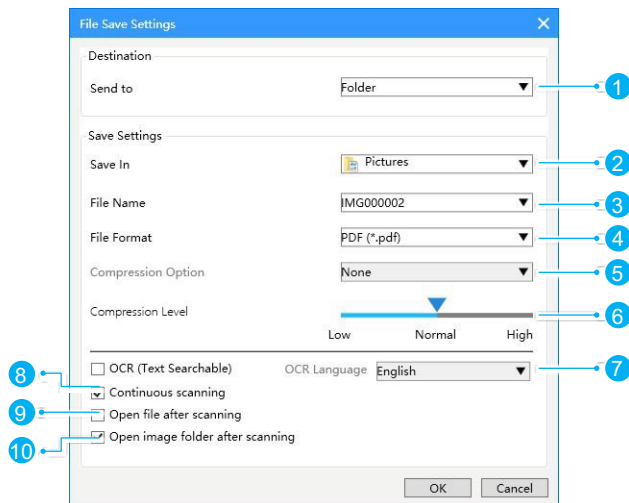 File Save Settings
Destination
Send to Folder 1
Save Settings
Save In Pictures 2
File Name IMG000002 3
File Format PDF (*.pdf) 4
Compression Option None 5
Compression Level 6
Low Normal High
OCR (Text Searchable) OCR Language English 7
8 Continuous scanning
9 Open file after scanning
10 Open image folder after scanning
OK Cancel